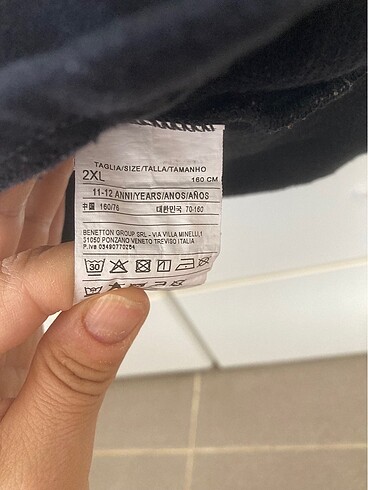 TAGLIA/SIZE/TALLA/TAMANHO
2XL 160 CM
11-12 ANNI/YEARS/ANOS/AÑOS
中国 160/76 대한민국 70-160
BENETTON GROUP SRL - VIA VILLA MINELLI,1
31050 PONZANO VENETO TREVISO ITALIA
P.Iva 03490770264
30